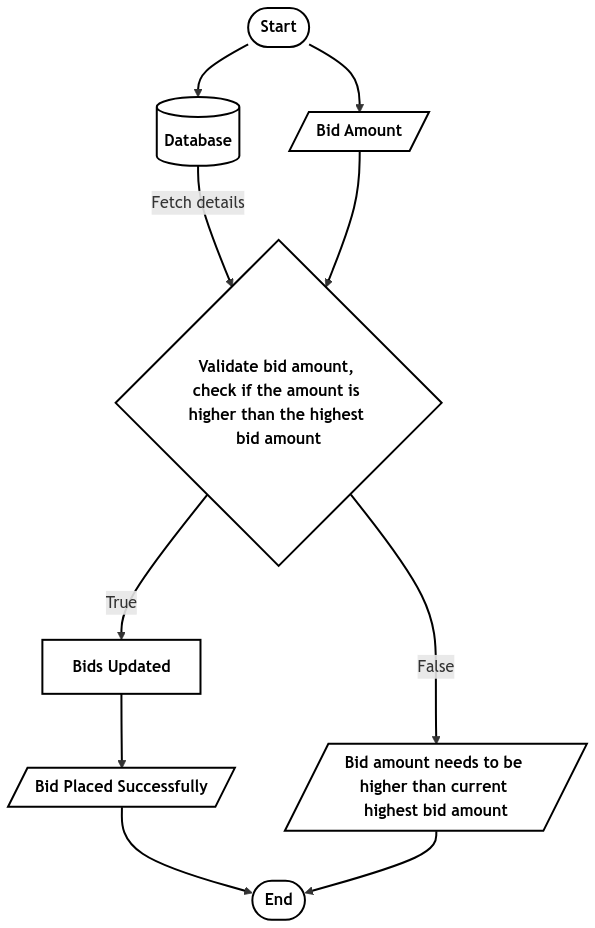 Start
Database
Bid Amount
Fetch details
Validate bid amount,
check if the amount is
higher than the highest
bid amount
True
Bids Updated
False
Bid Placed Successfully
Bid amount needs to be
higher than current
highest bid amount
End